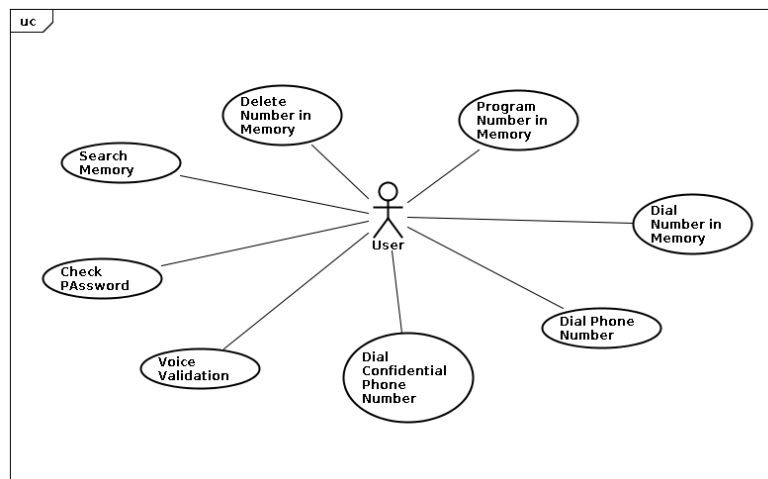 uc
Delete
Number in
Memory
Program
Number in
Memory
Search
Memory
Dial
Number in
Memory
User
Check
PAssword
Dial Phone
Number
Voice
Validation
Dial
Confidential
Phone
Number